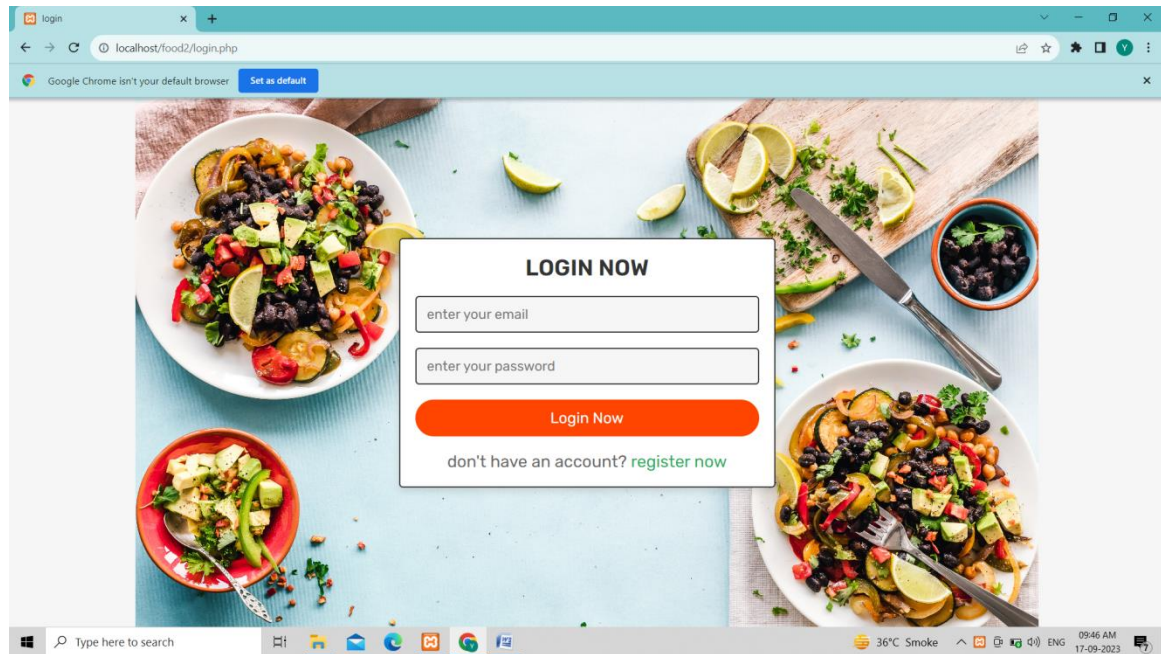 login
localhost/food2/login.php
Y
Google Chrome isn't your default browser Set as default
LOGIN NOW
enter your email
enter your password
Login Now
don't have an account? register now
Type here to search
36°C Smoke
ENG
09:46 AM
17-09-2023
7